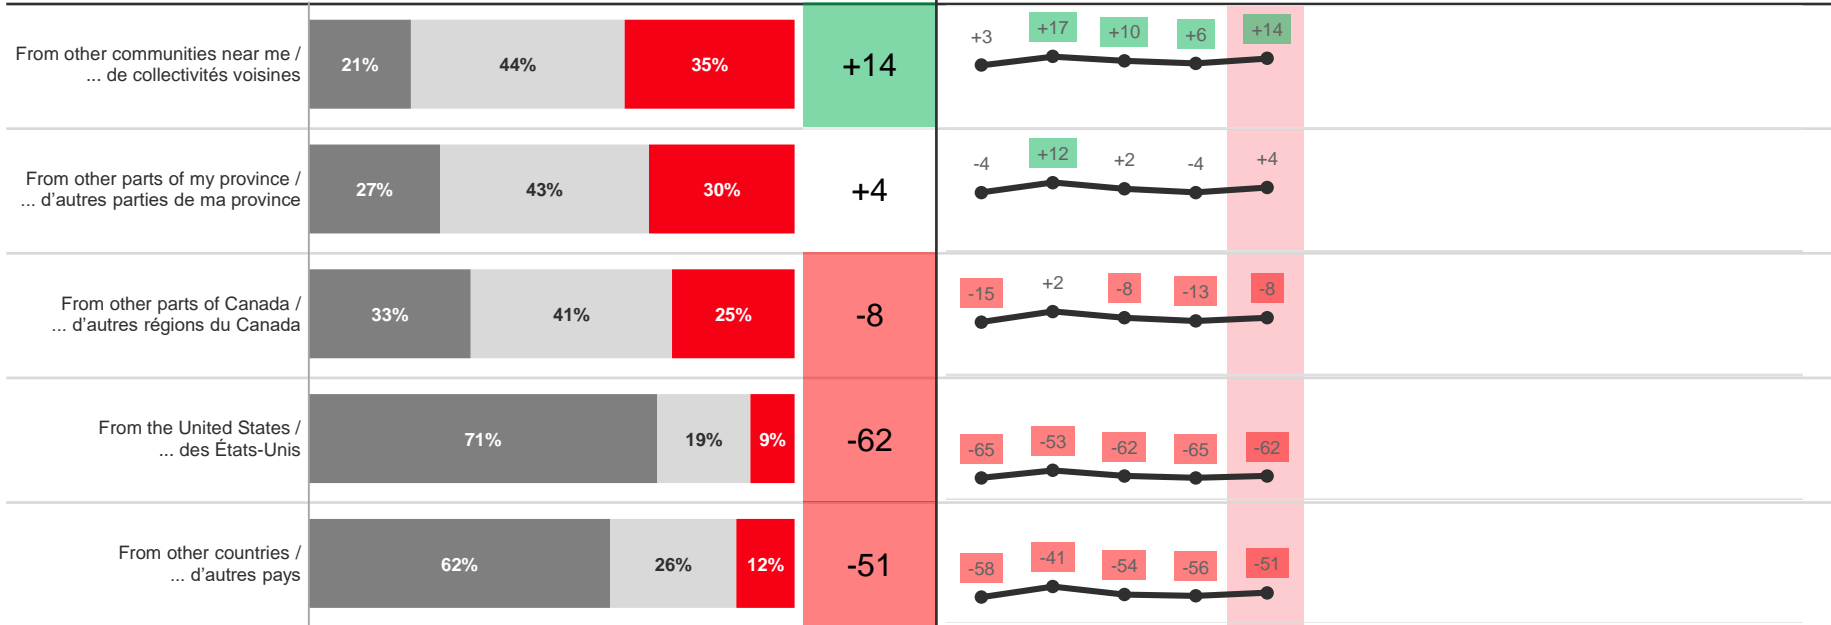 From other communities near me /
... de collectivités voisines
21% 44% 35% +14
+3 +17 +10 +6 +14
From other parts of my province /
... d'autres parties de ma province
27% 43% 30% +4
-4 +12 +2 -4 +4
From other parts of Canada /
... d'autres régions du Canada
33% 41% 25% -8
-15 +2 -8 -13 -8
From the United States /
... des États-Unis
71% 19% 9% -62
-65 -53 -62 -65 -62
From other countries /
... d'autres pays
62% 26% 12% -51
-58 -41 -54 -56 -51